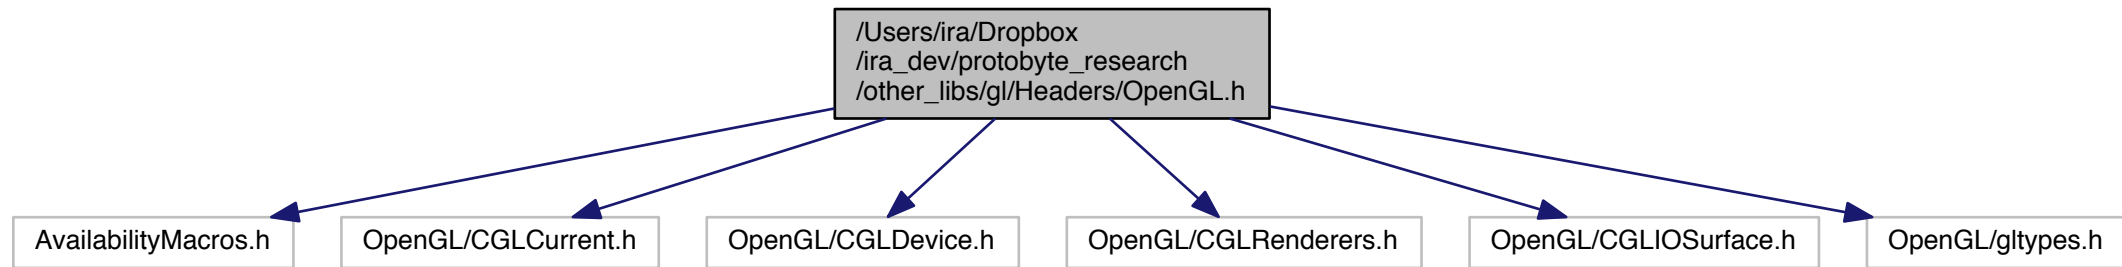 /Users/ira/Dropbox
/ira_dev/protobyte_research
/other_libs/gl/Headers/OpenGL.h
AvailabilityMacros.h
OpenGL/CGLCurrent.h
OpenGL/CGLDevice.h
OpenGL/CGLRenderers.h
OpenGL/CGLIOSurface.h
OpenGL/gltypes.h